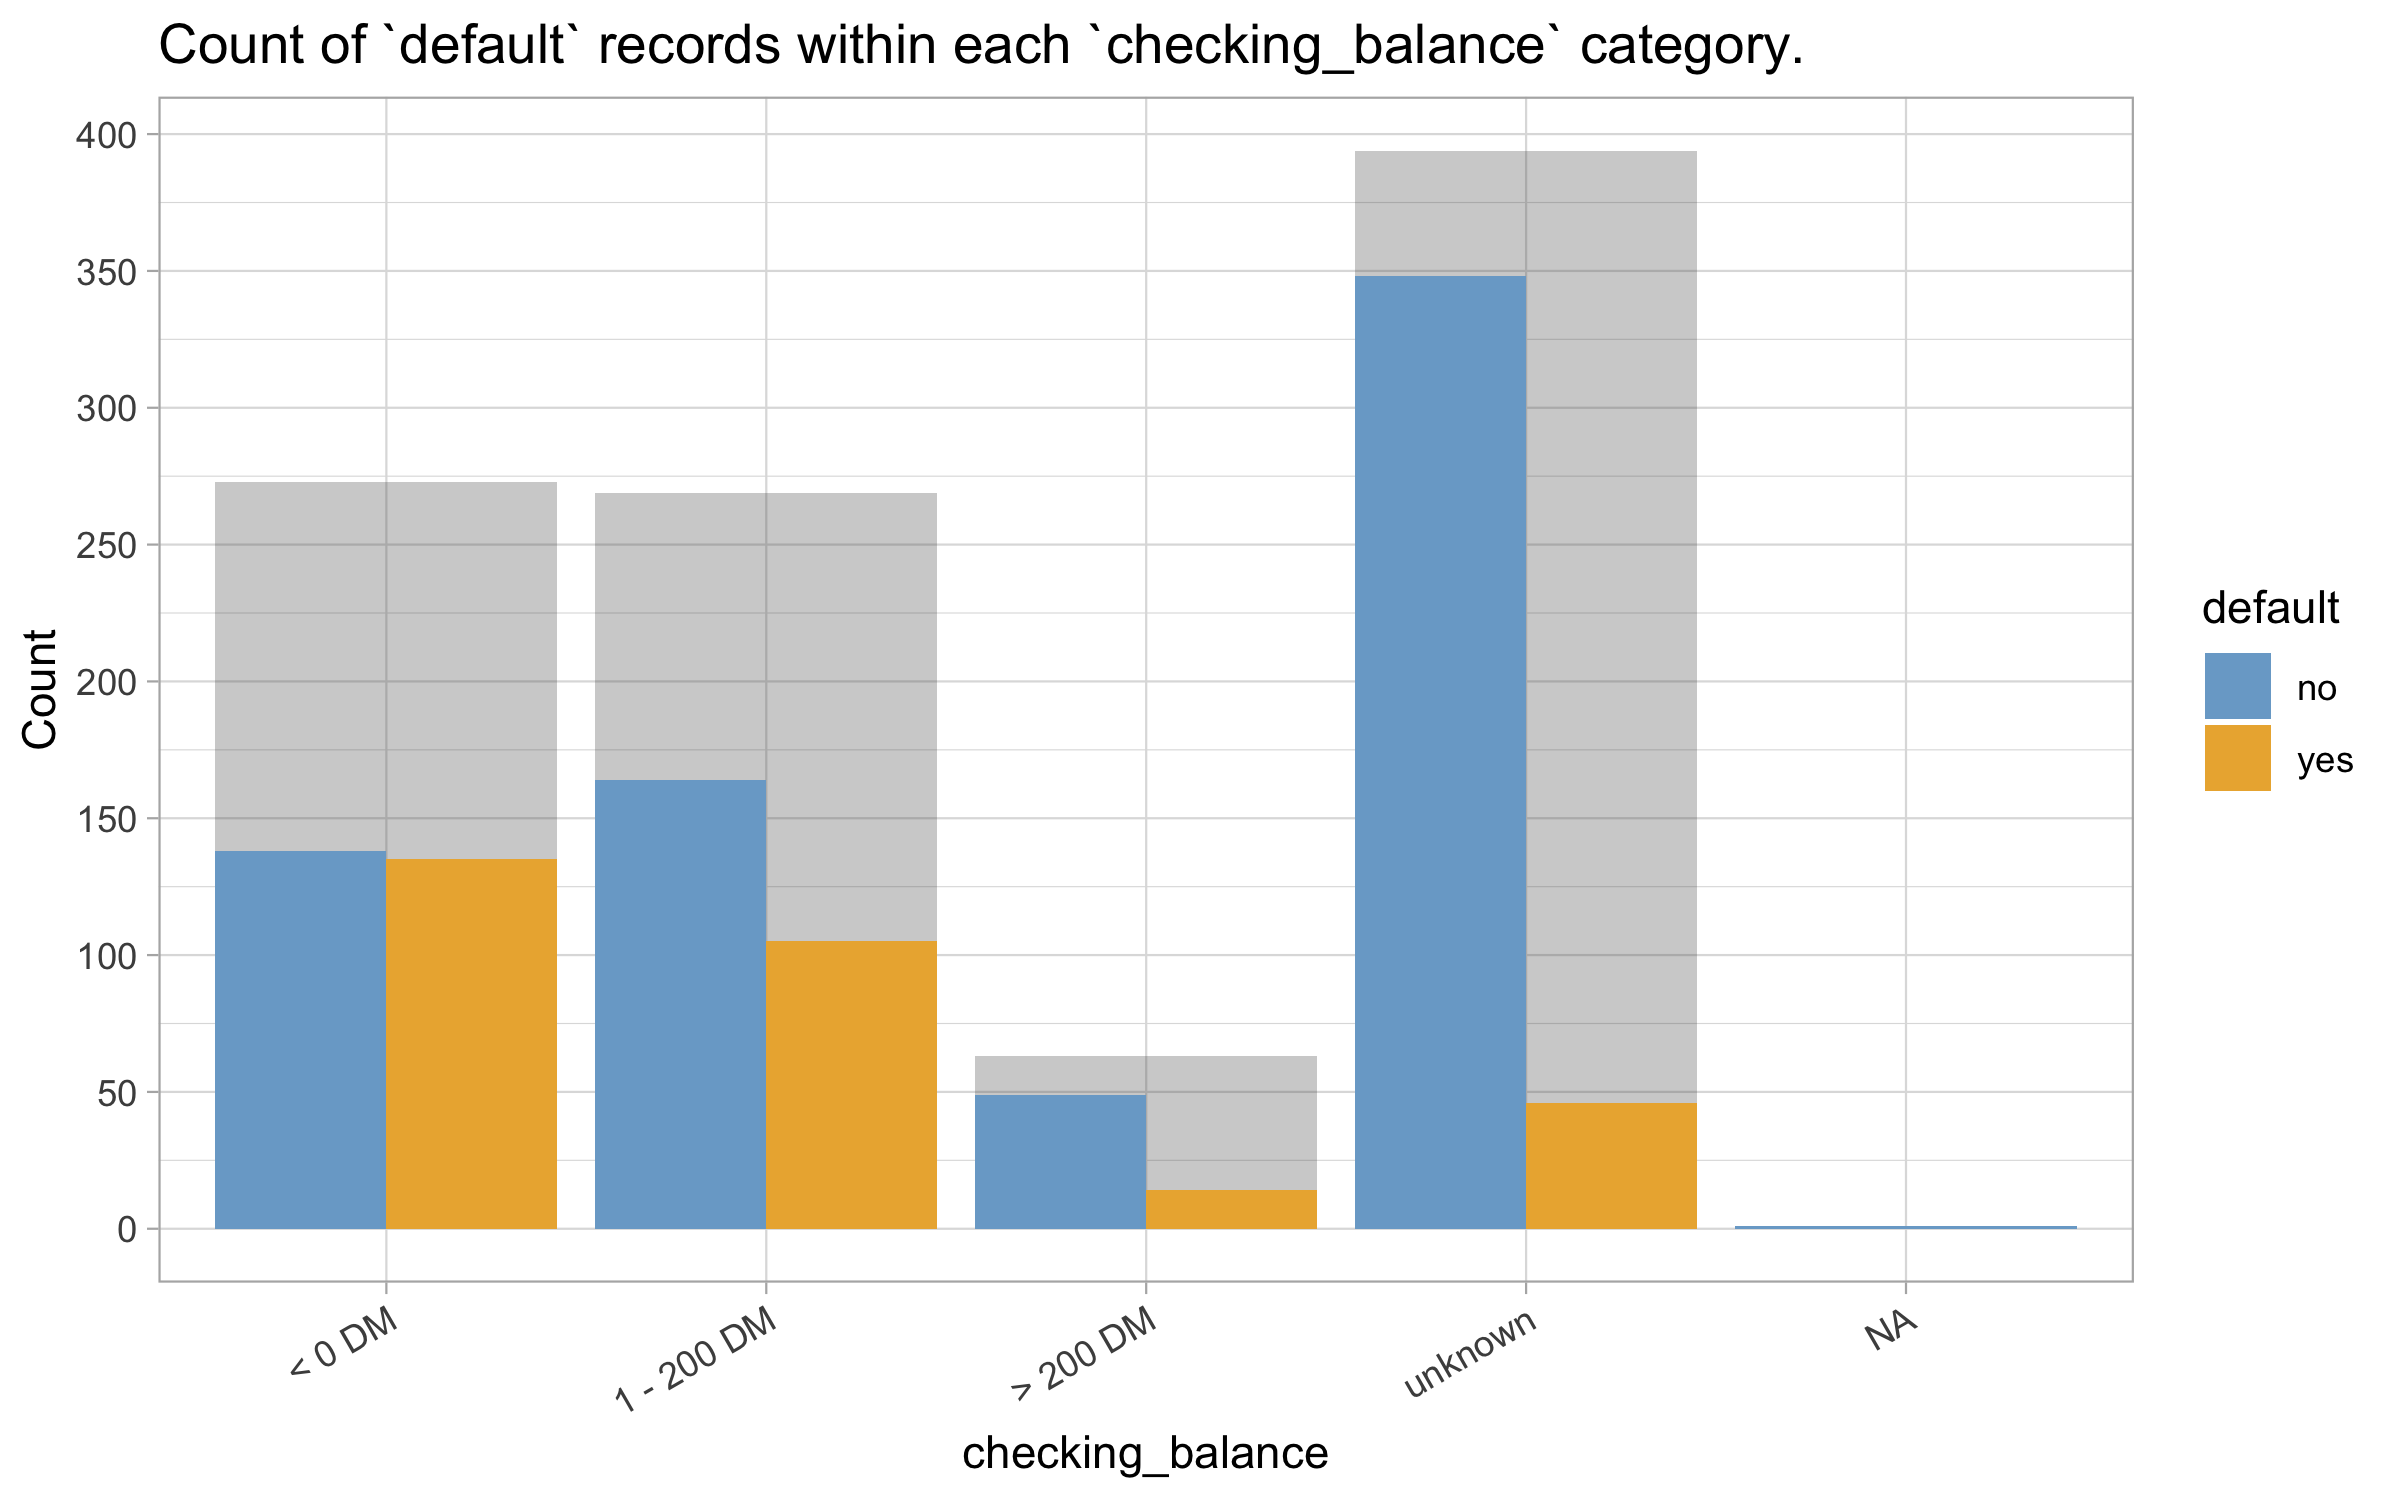 Count of `default` records within each `checking_balance` category.
400
350
300
250
200
150
100
50
0
Count
< 0 DM
1 - 200 DM
> 200 DM
unknown
NA
checking_balance
default
no
yes